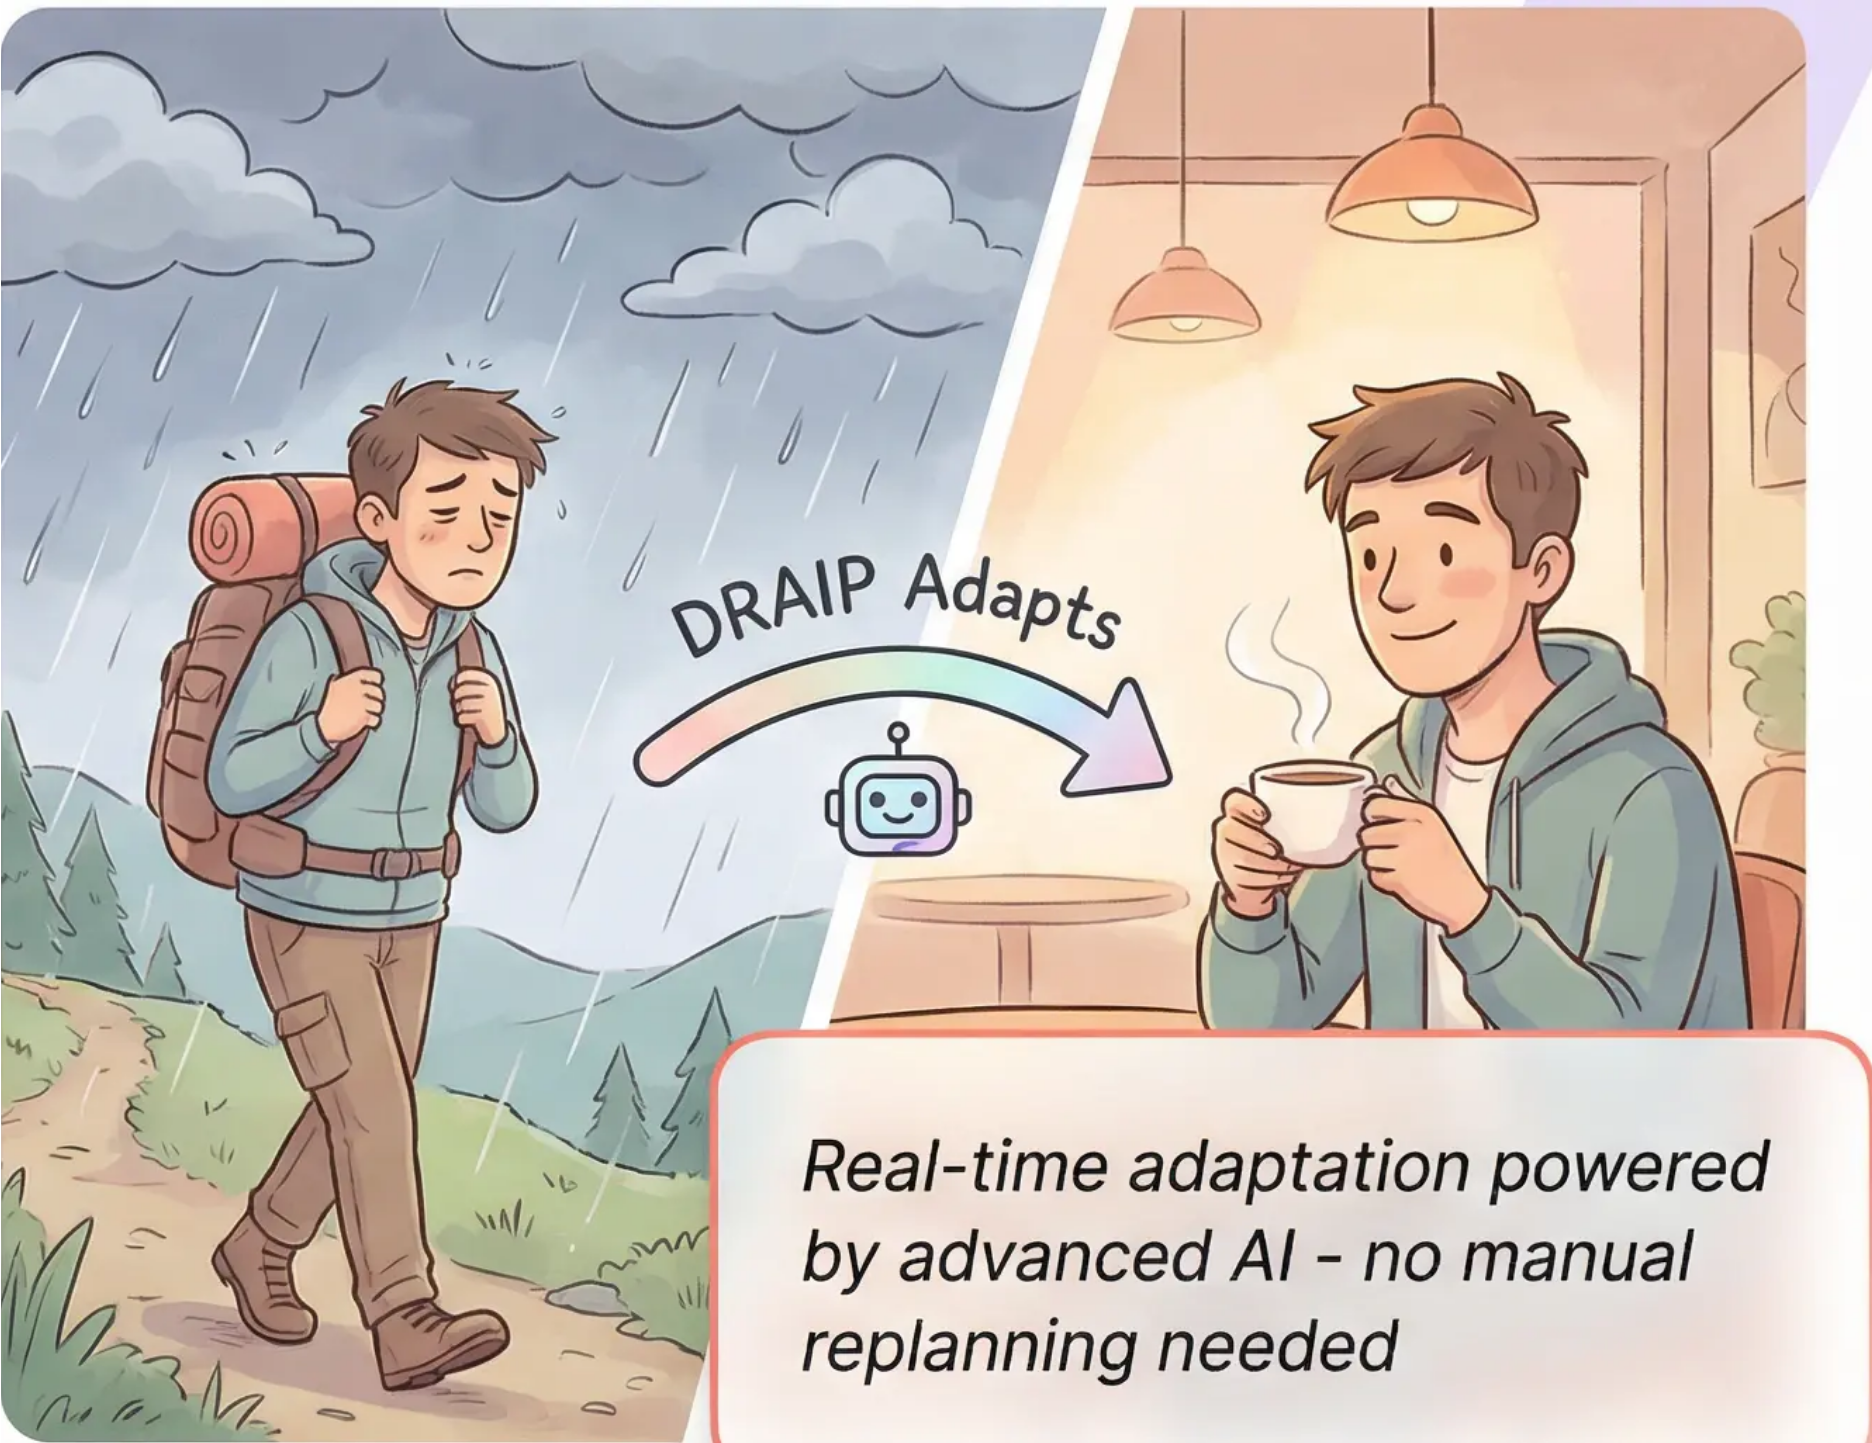 DRAIP Adapts
Real-time adaptation powered
by advanced AI - no manual
replanning needed